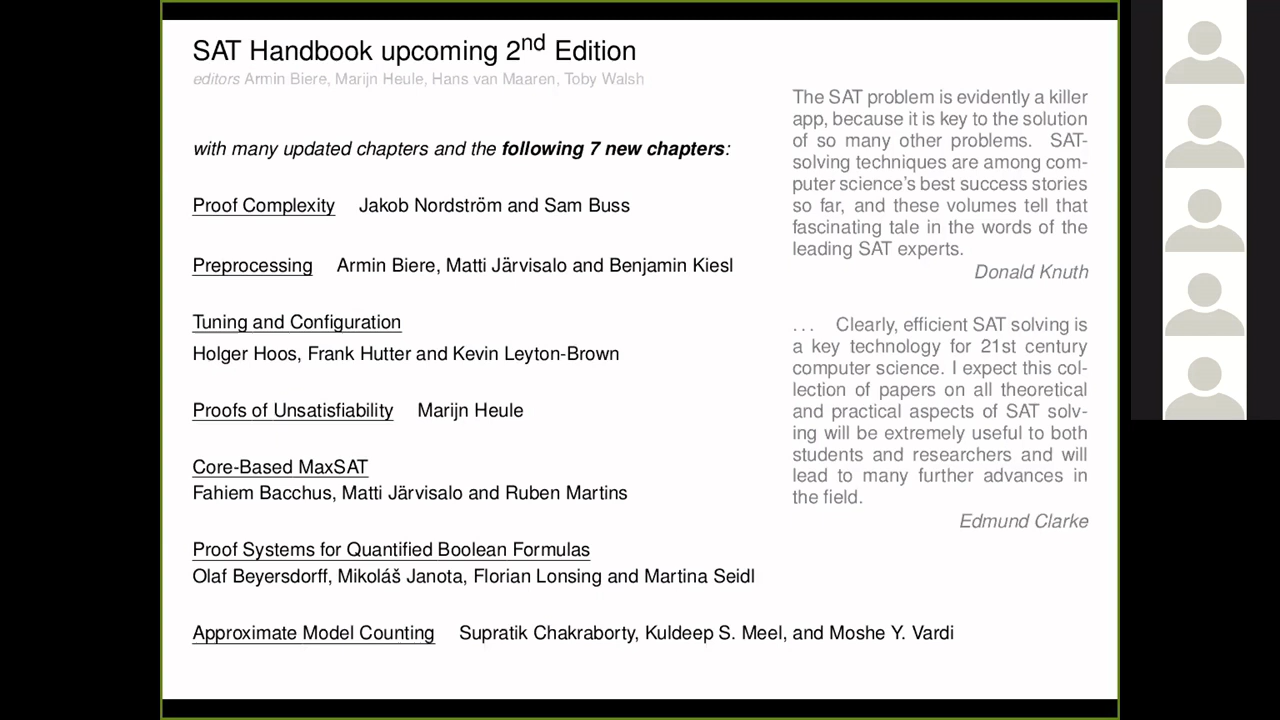 SAT Handbook upcoming 2nd Edition
editors Armin Biere, Marijn Heule, Hans van Maaren, Toby Walsh
with many updated chapters and the following 7 new chapters:
Proof Complexity Jakob Nordström and Sam Buss
Preprocessing Armin Biere, Matti Järvisalo and Benjamin Kiesl
Tuning and Configuration
Holger Hoos, Frank Hutter and Kevin Leyton-Brown
Proofs of Unsatisfiability Marijn Heule
Core-Based MaxSAT
Fahiem Bacchus, Matti Järvisalo and Ruben Martins
Proof Systems for Quantified Boolean Formulas
Olaf Beyersdorff, Mikoláš Janota, Florian Lonsing and Martina Seidl
Approximate Model Counting Supratik Chakraborty, Kuldeep S. Meel, and Moshe Y. Vardi
The SAT problem is evidently a killer
app, because it is key to the solution
of so many other problems. SAT-
solving techniques are among com-
puter science's best success stories
so far, and these volumes tell that
fascinating tale in the words of the
leading SAT experts.
Donald Knuth
... Clearly, efficient SAT solving is
a key technology for 21st century
computer science. I expect this col-
lection of papers on all theoretical
and practical aspects of SAT solv-
ing will be extremely useful to both
students and researchers and will
lead to many further advances in
the field.
Edmund Clarke